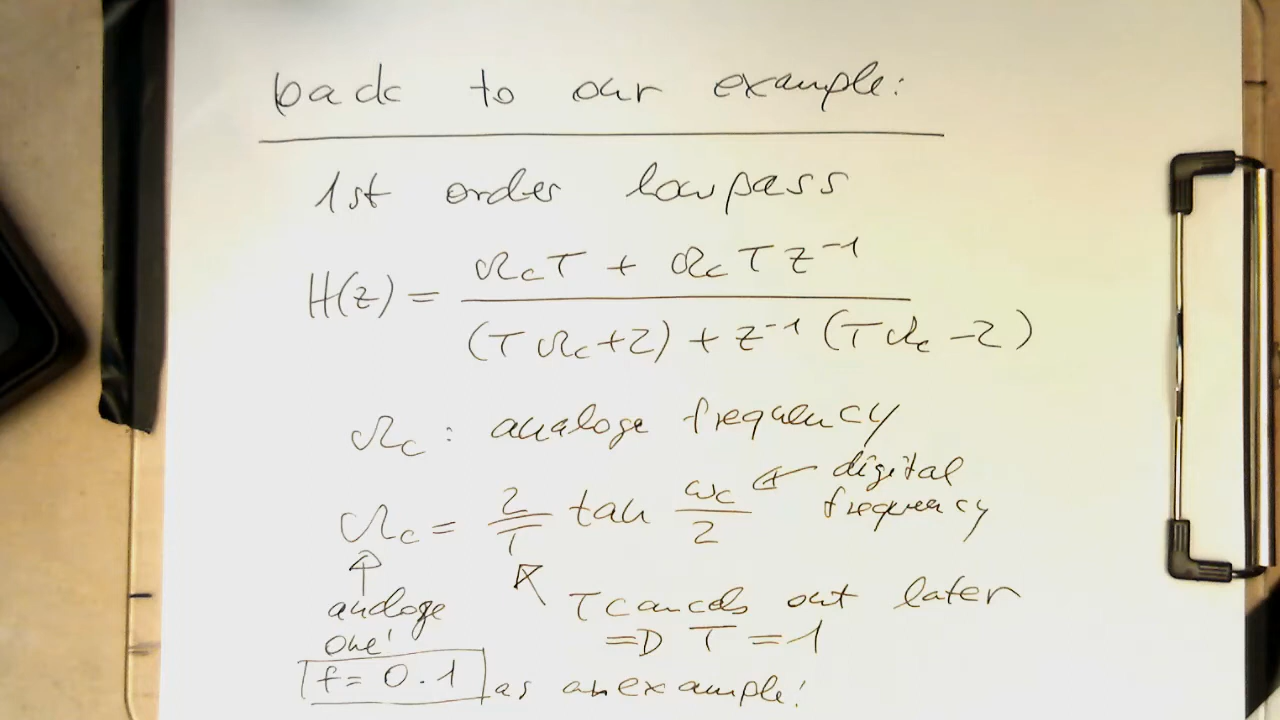 back to our example:
1st order lowpass
H(z) = (ΩcT + ΩcTz⁻¹) / ((TΩc+2) + z⁻¹(TΩc-2))
Ωc : analoge frequency
Ωc = 2/T tan ωc/2 ← digital frequency
↑ analoge one!
↖ T cancels out later
=D T = 1
f = 0.1 as an example!